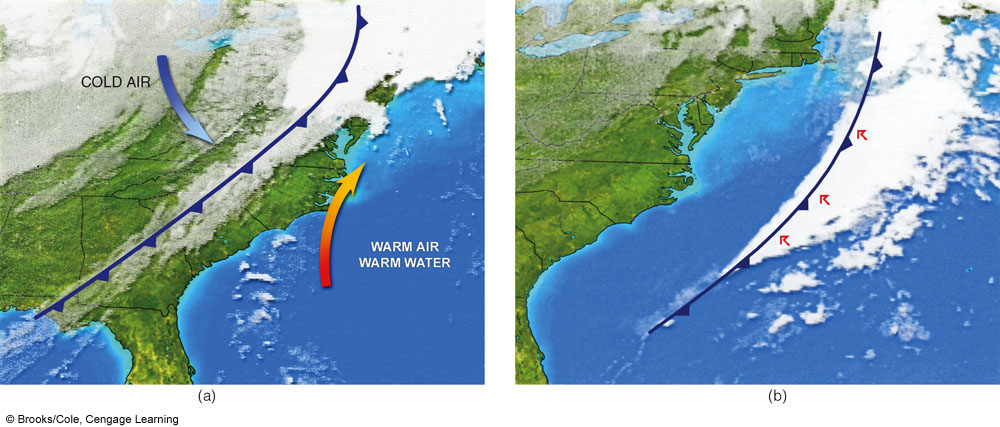 COLD AIR
WARM AIR
WARM WATER
(a)
(b)
© Brooks/Cole, Cengage Learning